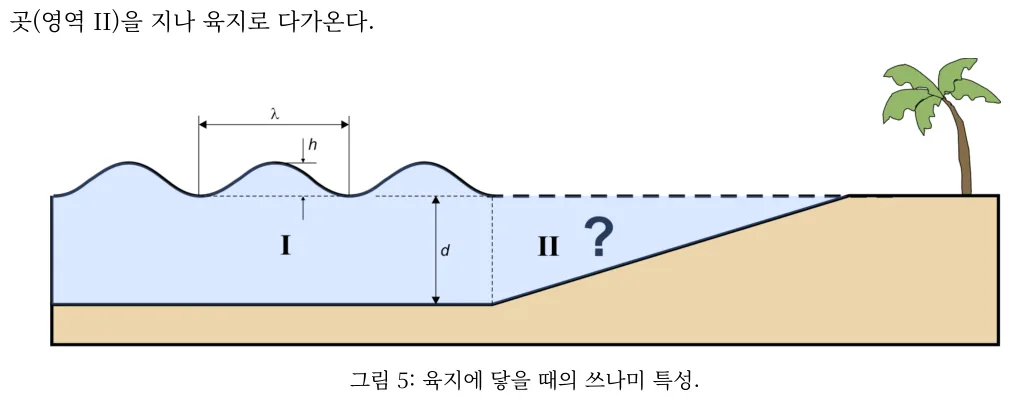 곳(영역 II)을 지나 육지로 다가온다.
λ
h
I
d
II ?
그림 5: 육지에 닿을 때의 쓰나미 특성.